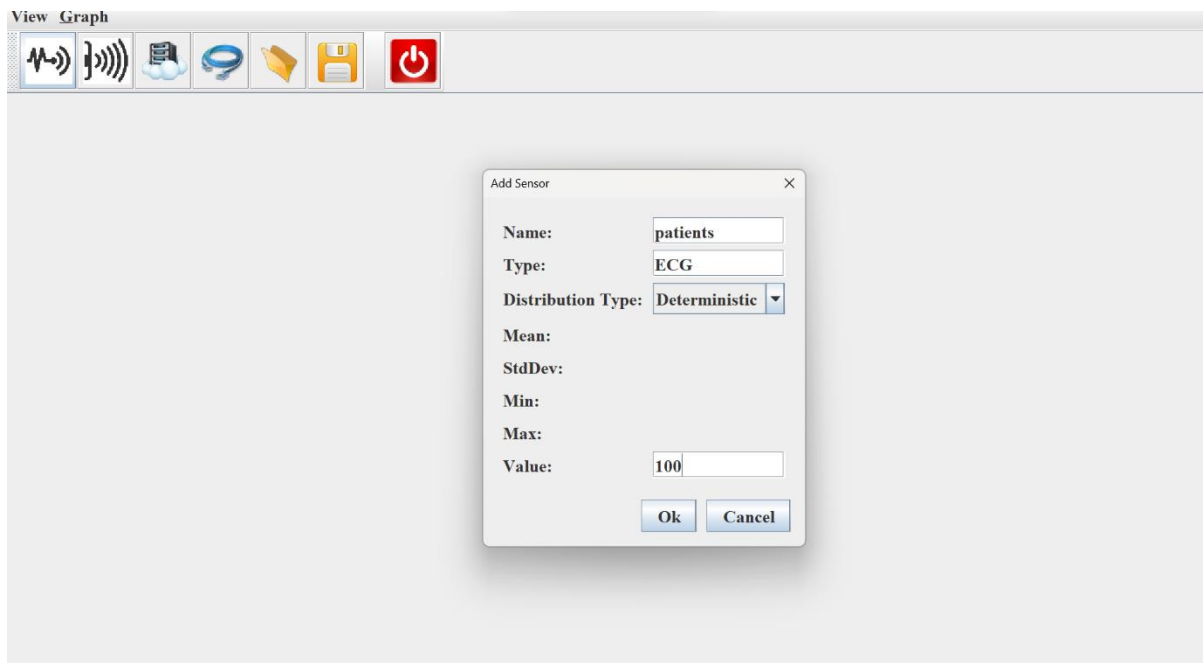 View Graph
Add Sensor
Name: patients
Type: ECG
Distribution Type: Deterministic
Mean:
StdDev:
Min:
Max:
Value: 100
Ok Cancel